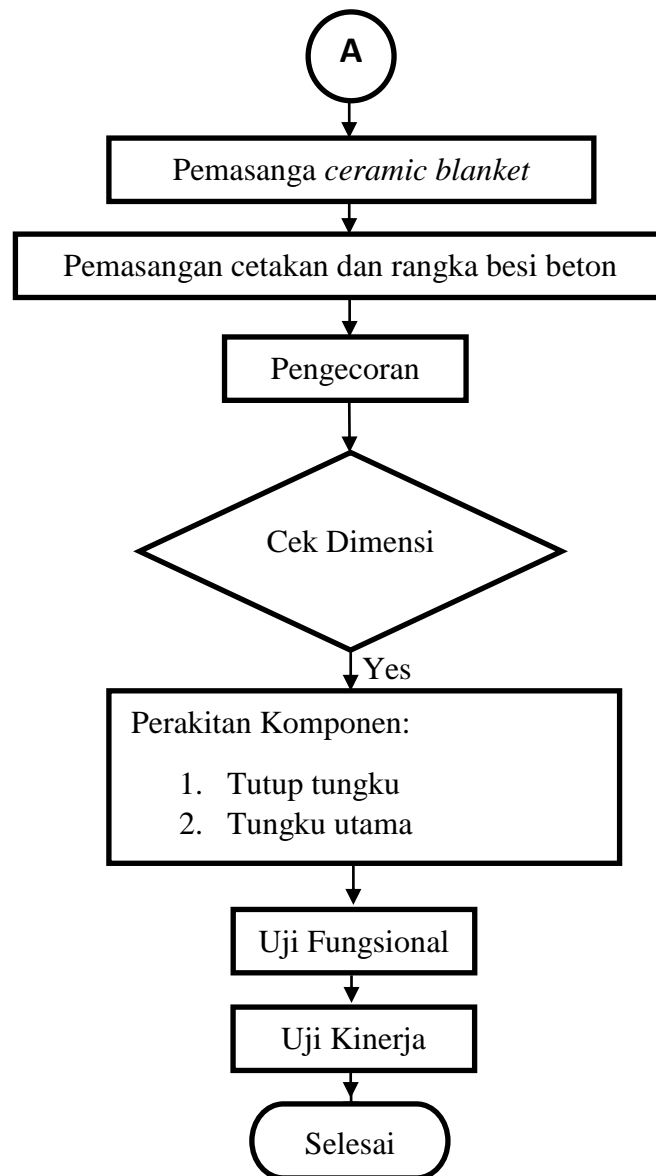 A
Pemasanga ceramic blanket
Pemasangan cetakan dan rangka besi beton
Pengecoran
Cek Dimensi
Yes
Perakitan Komponen:
1. Tutup tungku
2. Tungku utama
Uji Fungsional
Uji Kinerja
Selesai